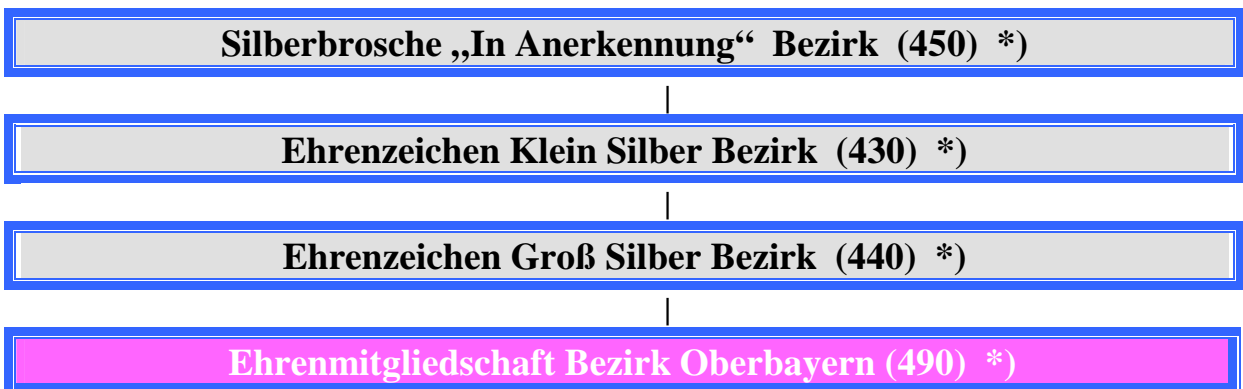 Silberbrosche „In Anerkennung“ Bezirk (450) *)
Ehrenzeichen Klein Silber Bezirk (430) *)
Ehrenzeichen Groß Silber Bezirk (440) *)
Ehrenmitgliedschaft Bezirk Oberbayern (490) *)